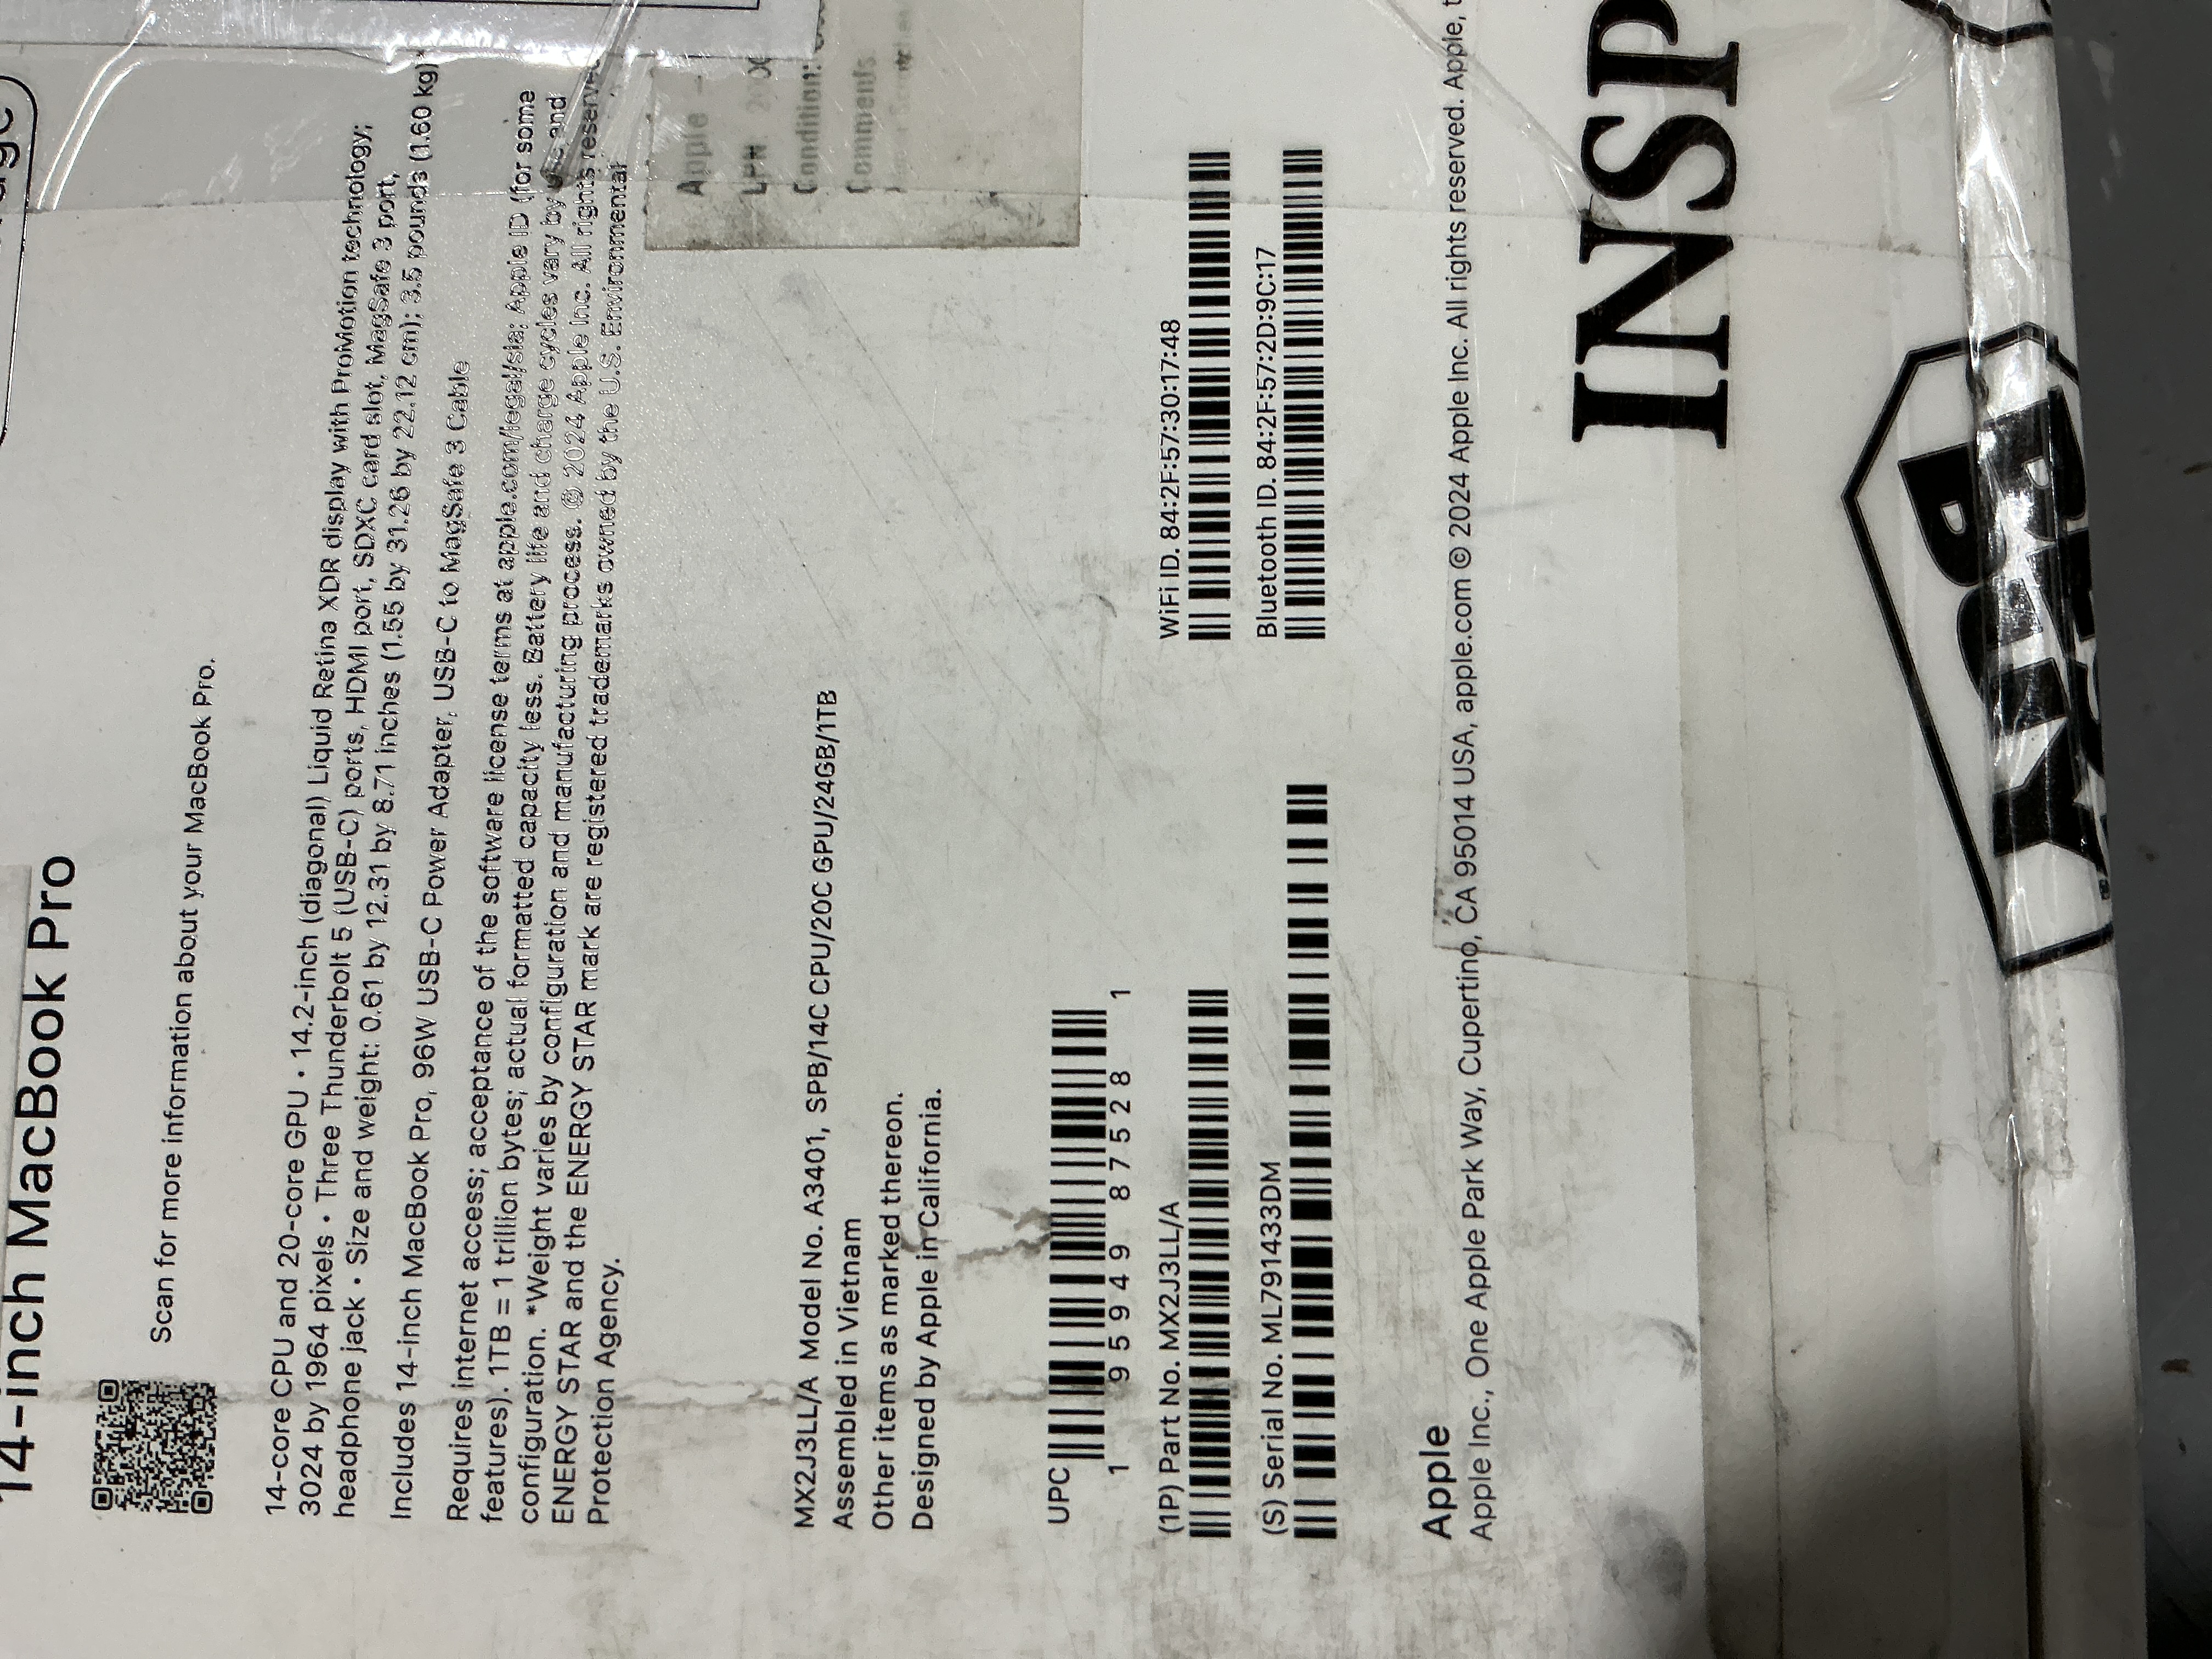 14-inch MacBook Pro
Scan for more information about your MacBook Pro.
14-core CPU and 20-core GPU • 14.2-inch (diagonal) Liquid Retina XDR display with ProMotion technology;
3024 by 1964 pixels • Three Thunderbolt 5 (USB-C) ports, HDMI port, SDXC card slot, MagSafe 3 port,
headphone jack • Size and weight: 0.61 by 12.31 by 8.71 inches (1.55 by 31.26 by 22.12 cm); 3.5 pounds (1.60 kg)*
Includes 14-inch MacBook Pro, 96W USB-C Power Adapter, USB-C to MagSafe 3 Cable
Requires internet access; acceptance of the software license terms at apple.com/legal/sla; Apple ID (for some
features). 1TB = 1 trillion bytes; actual formatted capacity less. Battery life and charge cycles vary by use and
configuration. *Weight varies by configuration and manufacturing process. © 2024 Apple Inc. All rights reserved
ENERGY STAR and the ENERGY STAR mark are registered trademarks owned by the U.S. Environmental
Protection Agency.
Apple -
LPN
Condition:
Comments
MX2J3LL/A Model No. A3401, SPB/14C CPU/20C GPU/24GB/1TB
Assembled in Vietnam
Other items as marked thereon.
Designed by Apple in California.
UPC
1 95949 87528 1
(1P) Part No. MX2J3LL/A
(S) Serial No. ML791433DM
WiFi ID. 84:2F:57:30:17:48
Bluetooth ID. 84:2F:57:2D:9C:17
Apple
Apple Inc., One Apple Park Way, Cupertino, CA 95014 USA, apple.com © 2024 Apple Inc. All rights reserved. Apple, t
INSP
BUY